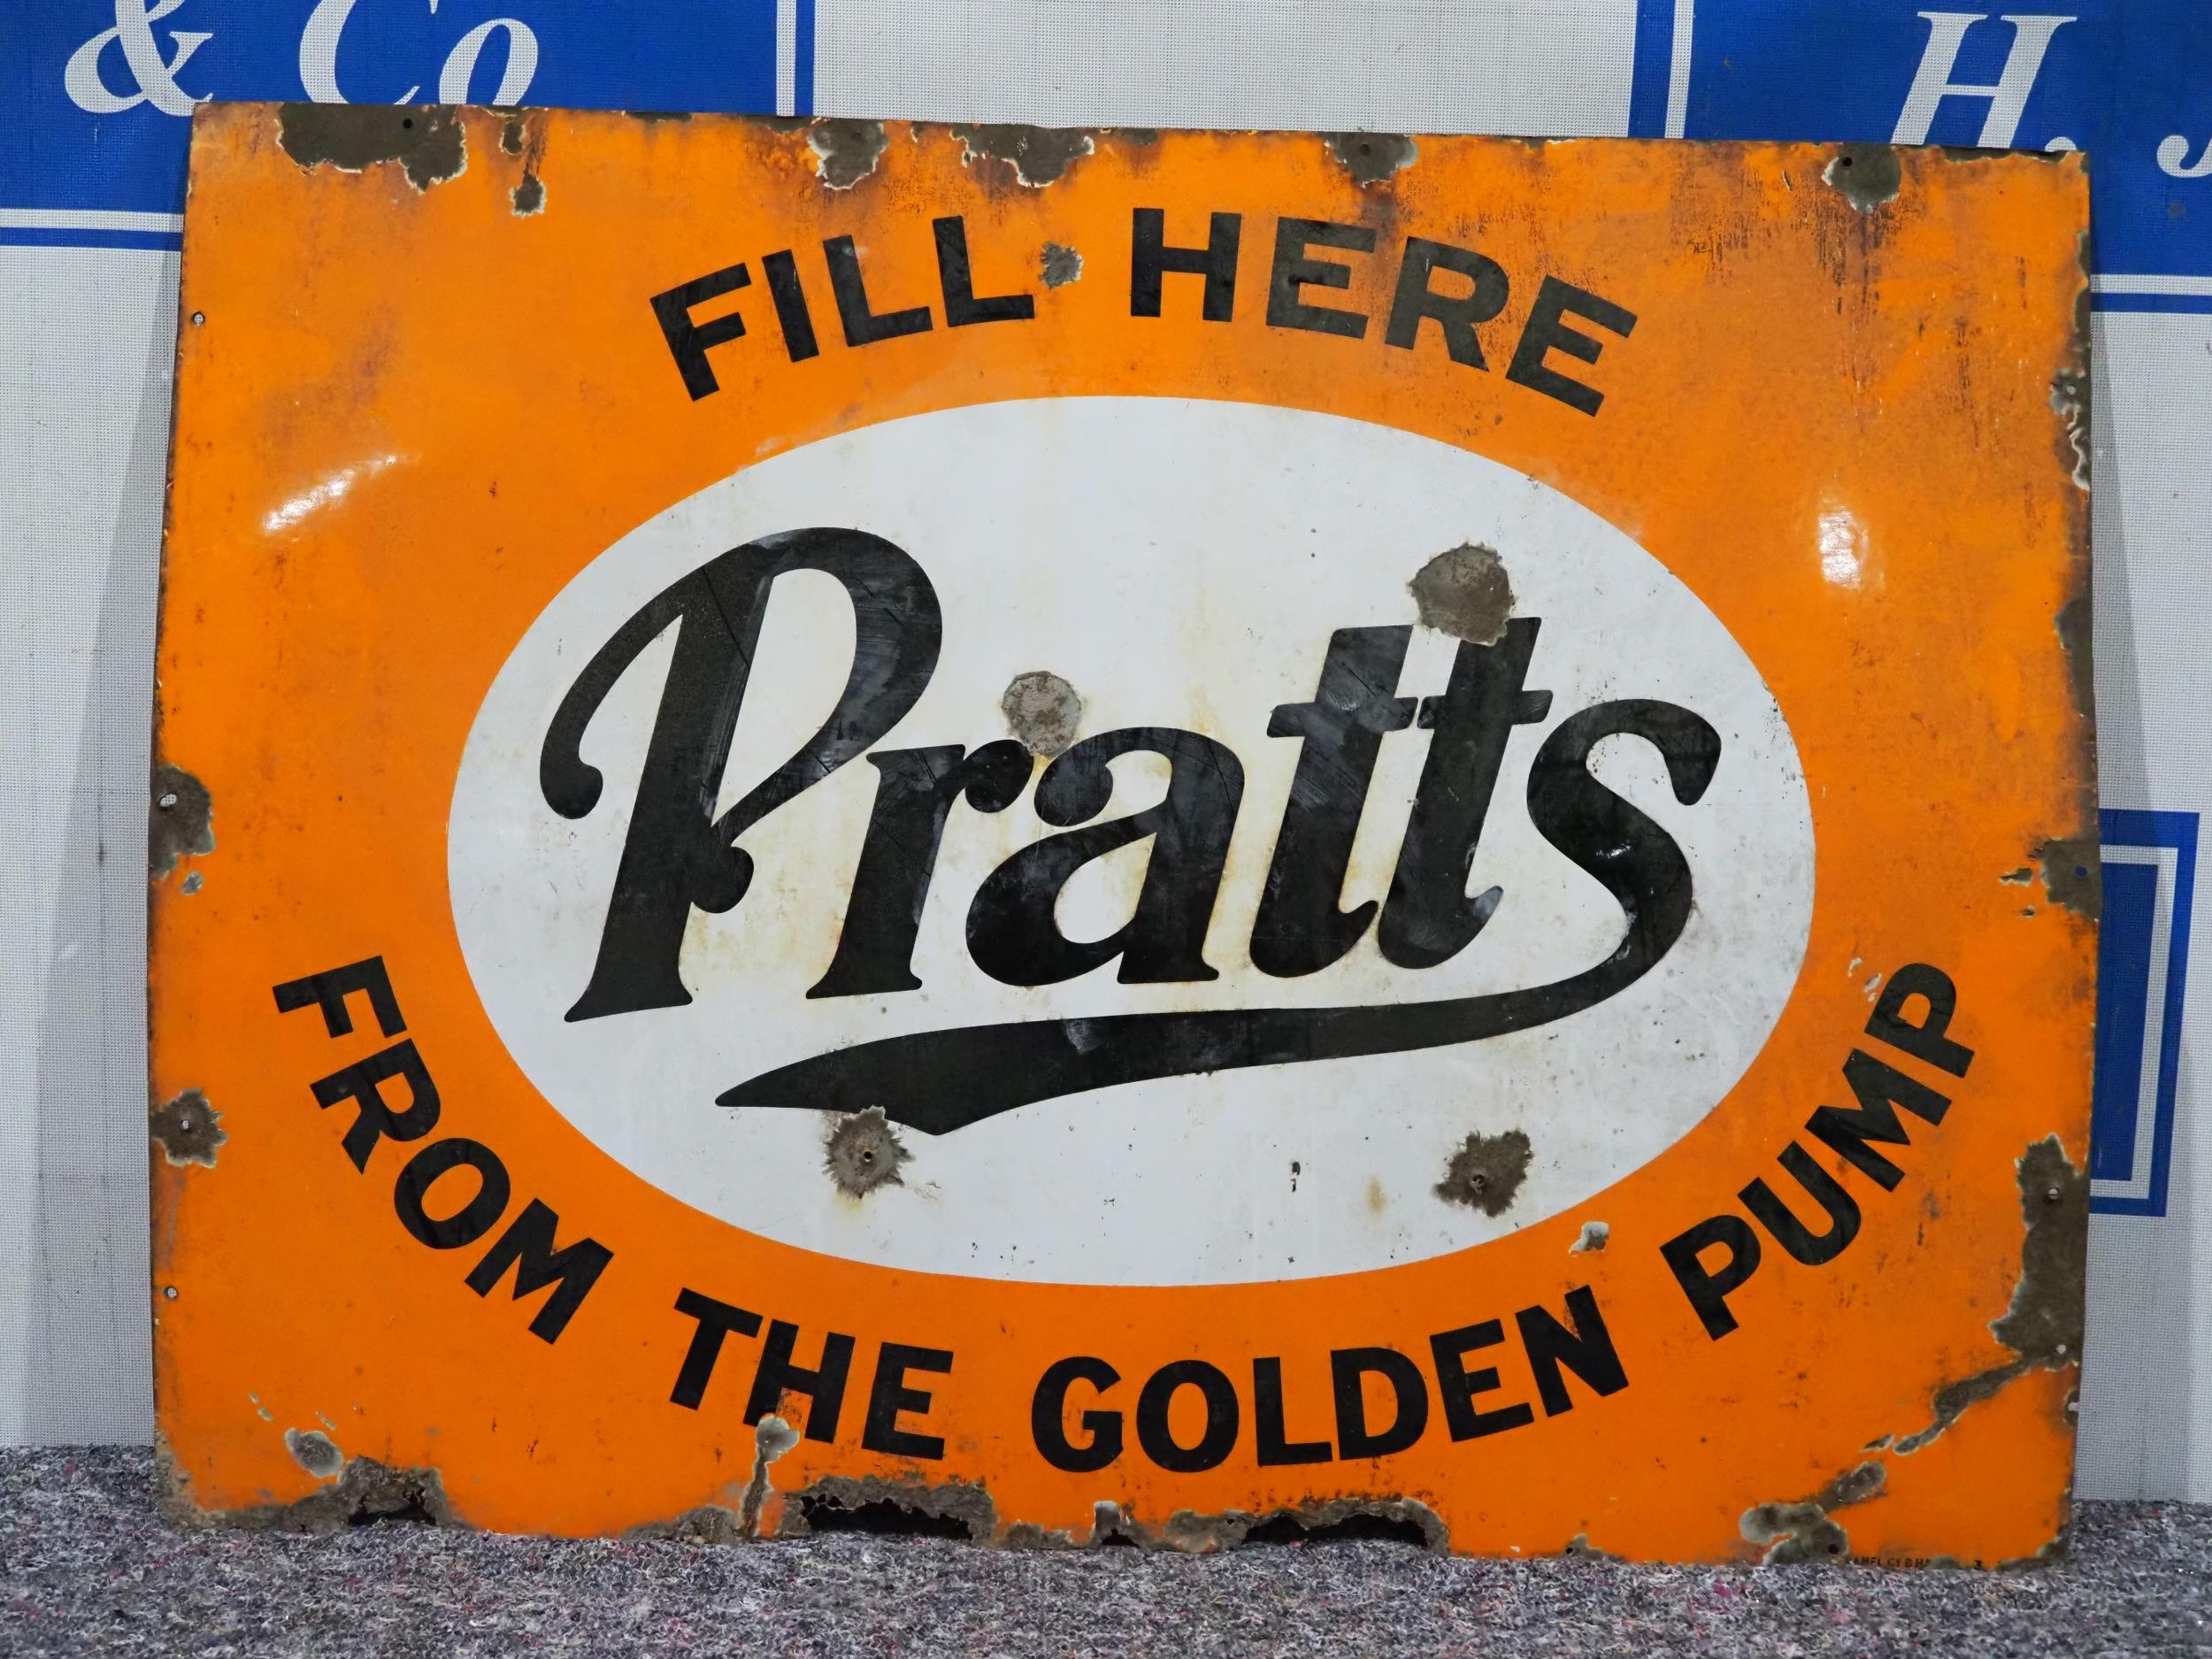 & Co
H. J
FILL HERE
Pratts
FROM THE GOLDEN PUMP